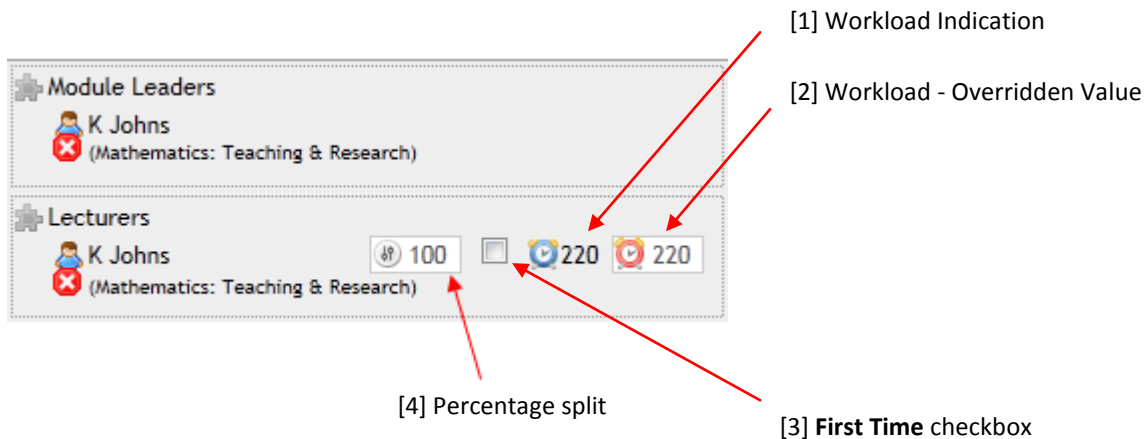 [1] Workload Indication
Module Leaders
[2] Workload - Overridden Value
K Johns
(Mathematics: Teaching & Research)
Lecturers
K Johns 100 220 220
(Mathematics: Teaching & Research)
[4] Percentage split
[3] First Time checkbox